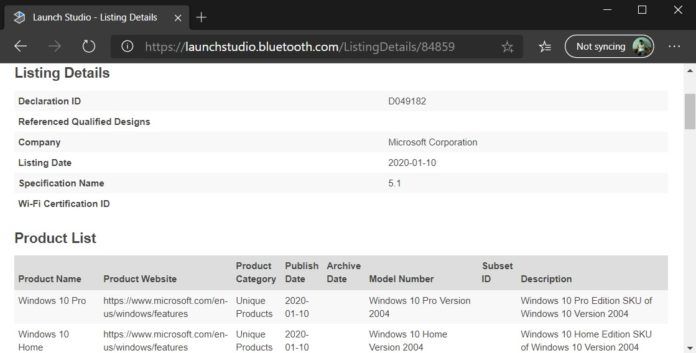 Launch Studio - Listing Details
https://launchstudio.bluetooth.com/ListingDetails/84859
Not syncing
Listing Details
Declaration ID D049182
Referenced Qualified Designs
Company Microsoft Corporation
Listing Date 2020-01-10
Specification Name 5.1
Wi-Fi Certification ID
Product List
Product Publish Archive Subset
Product Name Product Website Category Date Date Model Number ID Description
Windows 10 Pro https://www.microsoft.com/en- Unique 2020- Windows 10 Pro Version Windows 10 Pro Edition SKU of
us/windows/features Products 01-10 2004 Windows 10 Version 2004
Windows 10 https://www.microsoft.com/en- Unique 2020- Windows 10 Home Windows 10 Home Edition SKU
Home us/windows/features Products 01-10 Version 2004 of Windows 10 Version 2004